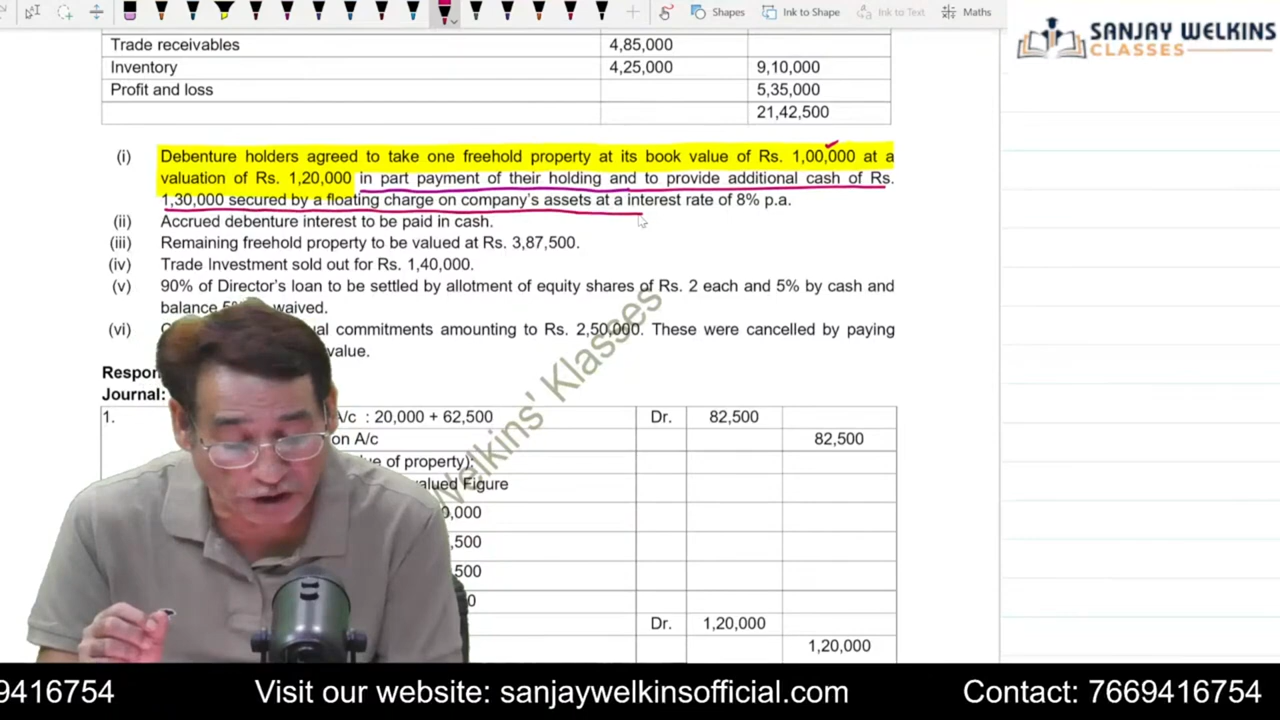 Shapes Ink to Shape Ink to Text Maths
SANJAY WELKINS
CLASSES
Trade receivables 4,85,000
Inventory 4,25,000 9,10,000
Profit and loss 5,35,000
21,42,500
(i) Debenture holders agreed to take one freehold property at its book value of Rs. 1,00,000 at a
valuation of Rs. 1,20,000 in part payment of their holding and to provide additional cash of Rs.
1,30,000 secured by a floating charge on company's assets at a interest rate of 8% p.a.
(ii) Accrued debenture interest to be paid in cash.
(iii) Remaining freehold property to be valued at Rs. 3,87,500.
(iv) Trade Investment sold out for Rs. 1,40,000.
(v) 90% of Director's loan to be settled by allotment of equity shares of Rs. 2 each and 5% by cash and
balance 5% waived.
(vi) commitments amounting to Rs. 2,50,000. These were cancelled by paying
value.
Journal:
1. A/c : 20,000 + 62,500 Dr. 82,500
on A/c 82,500
of property)
Figure
Welkins' Klasses
Dr. 1,20,000
1,20,000
9416754 Visit our website: sanjaywelkinsofficial.com Contact: 7669416754